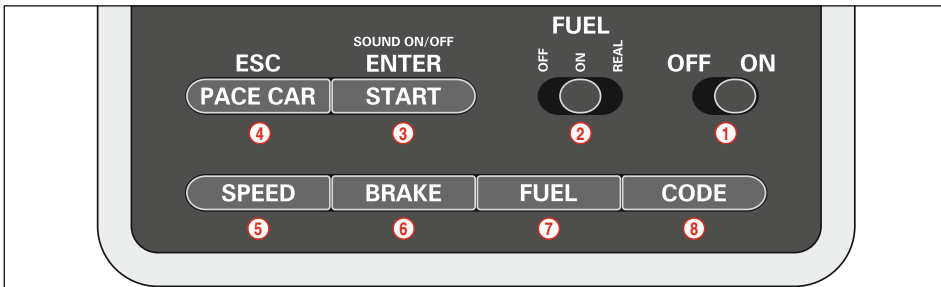 FUEL
SOUND ON/OFF
OFF ON REAL
ESC ENTER OFF ON
PACE CAR START
4 3 2 1
SPEED BRAKE FUEL CODE
5 6 7 8